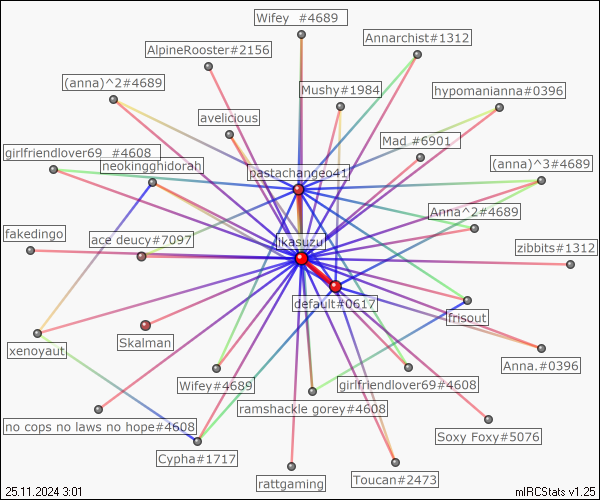 Wifey   #4689
Annarchist#1312
AlpineRooster#2156
(anna)^2#4689
Mushy#1984
hypomanianna#0396
avelicious
Mad #6901
girlfriendlover69   #4608
neokingghidorah
pastachangeo41
(anna)^3#4689
Anna^2#4689
fakedingo
ace deucy#7097
ikasuzu
zibbits#1312
default#0617
frisout
Skalman
xenoyaut
Anna.#0396
Wifey#4689
girlfriendlover69#4608
ramshackle gorey#4608
no cops no laws no hope#4608
Soxy Foxy#5076
Cypha#1717
rattgaming
Toucan#2473
25.11.2024 3:01
mIRCStats v1.25